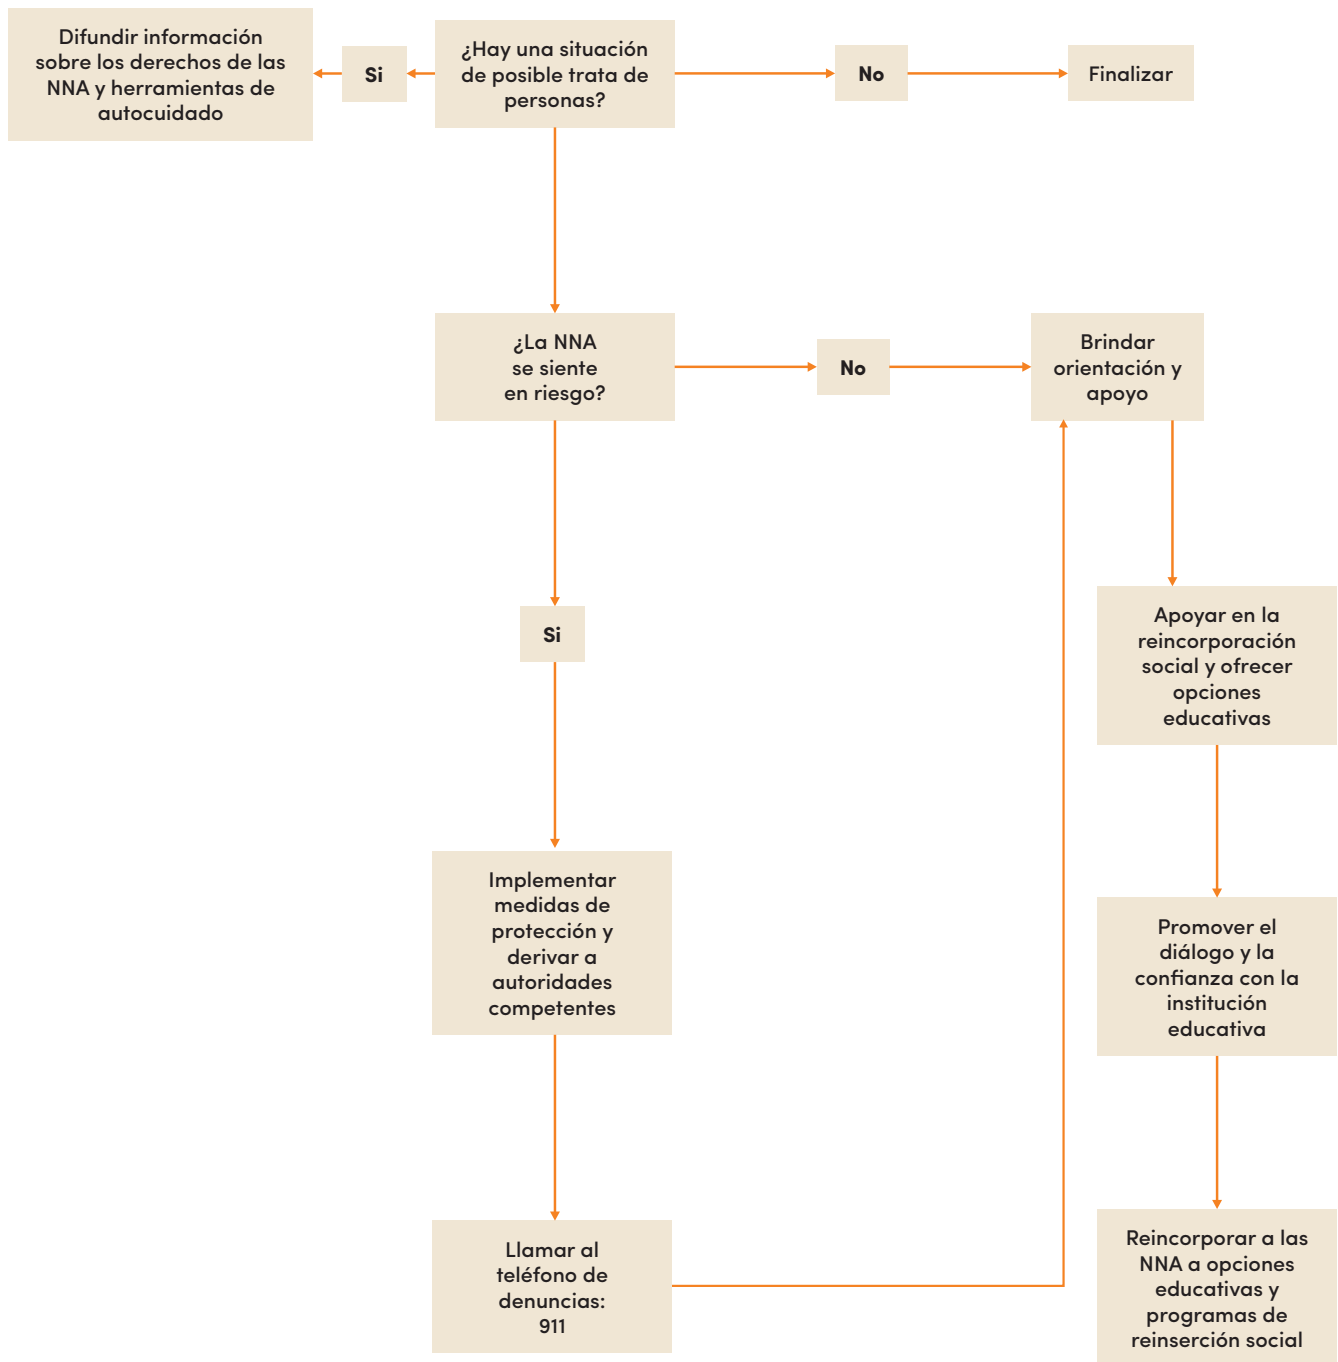 Difundir información
sobre los derechos de las
NNA y herramientas de
autocuidado
Si
¿Hay una situación
de posible trata de
personas?
No
Finalizar
¿La NNA
se siente
en riesgo?
No
Brindar
orientación y
apoyo
Si
Apoyar en la
reincorporación
social y ofrecer
opciones
educativas
Implementar
medidas de
protección y
derivar a
autoridades
competentes
Promover el
diálogo y la
confianza con la
institución
educativa
Llamar al
teléfono de
denuncias:
911
Reincorporar a las
NNA a opciones
educativas y
programas de
reinserción social